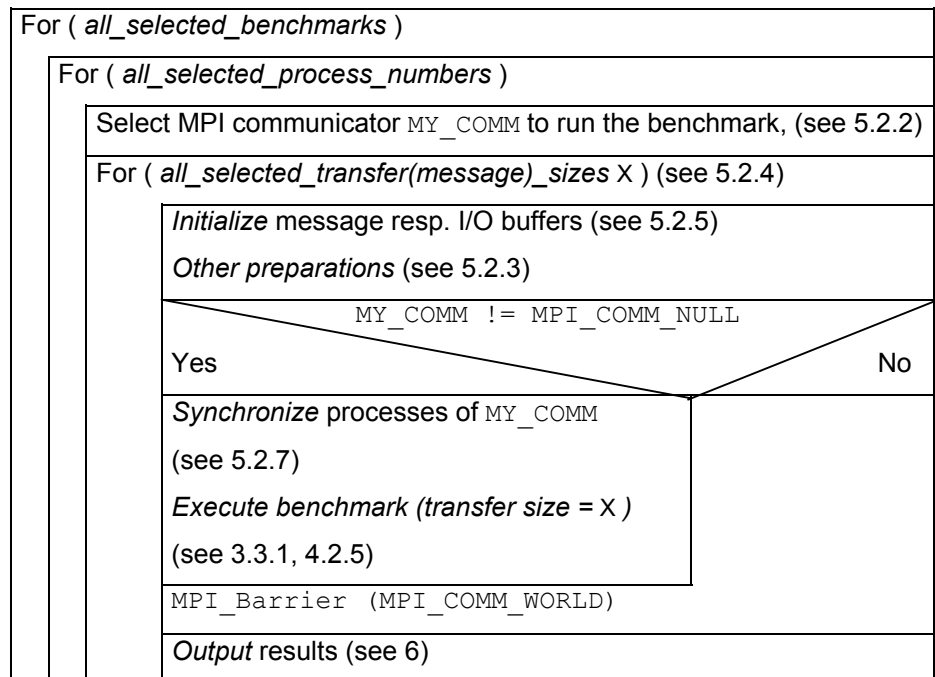 For ( all_selected_benchmarks )
For ( all_selected_process_numbers )
Select MPI communicator MY_COMM to run the benchmark, (see 5.2.2)
For ( all_selected_transfer(message)_sizes X ) (see 5.2.4)
Initialize message resp. I/O buffers (see 5.2.5)
Other preparations (see 5.2.3)
MY_COMM != MPI_COMM_NULL
Yes No
Synchronize processes of MY_COMM
(see 5.2.7)
Execute benchmark (transfer size = X )
(see 3.3.1, 4.2.5)
MPI_Barrier (MPI_COMM_WORLD)
Output results (see 6)